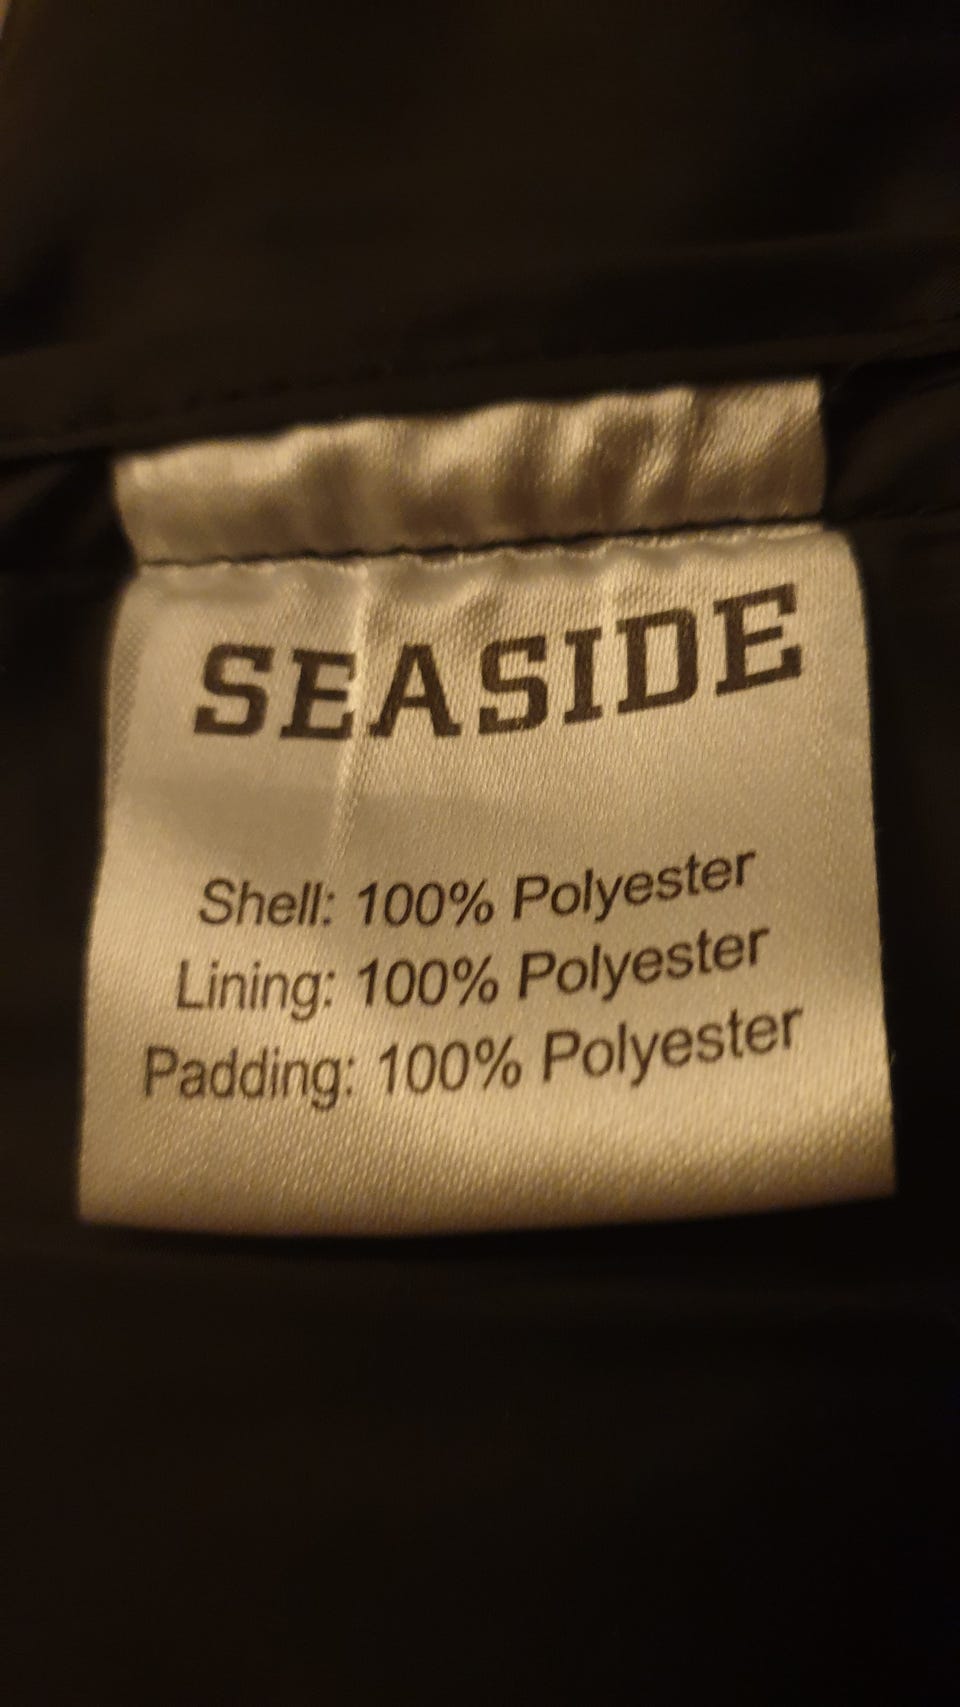 SEASIDE
Shell: 100% Polyester
Lining: 100% Polyester
Padding: 100% Polyester